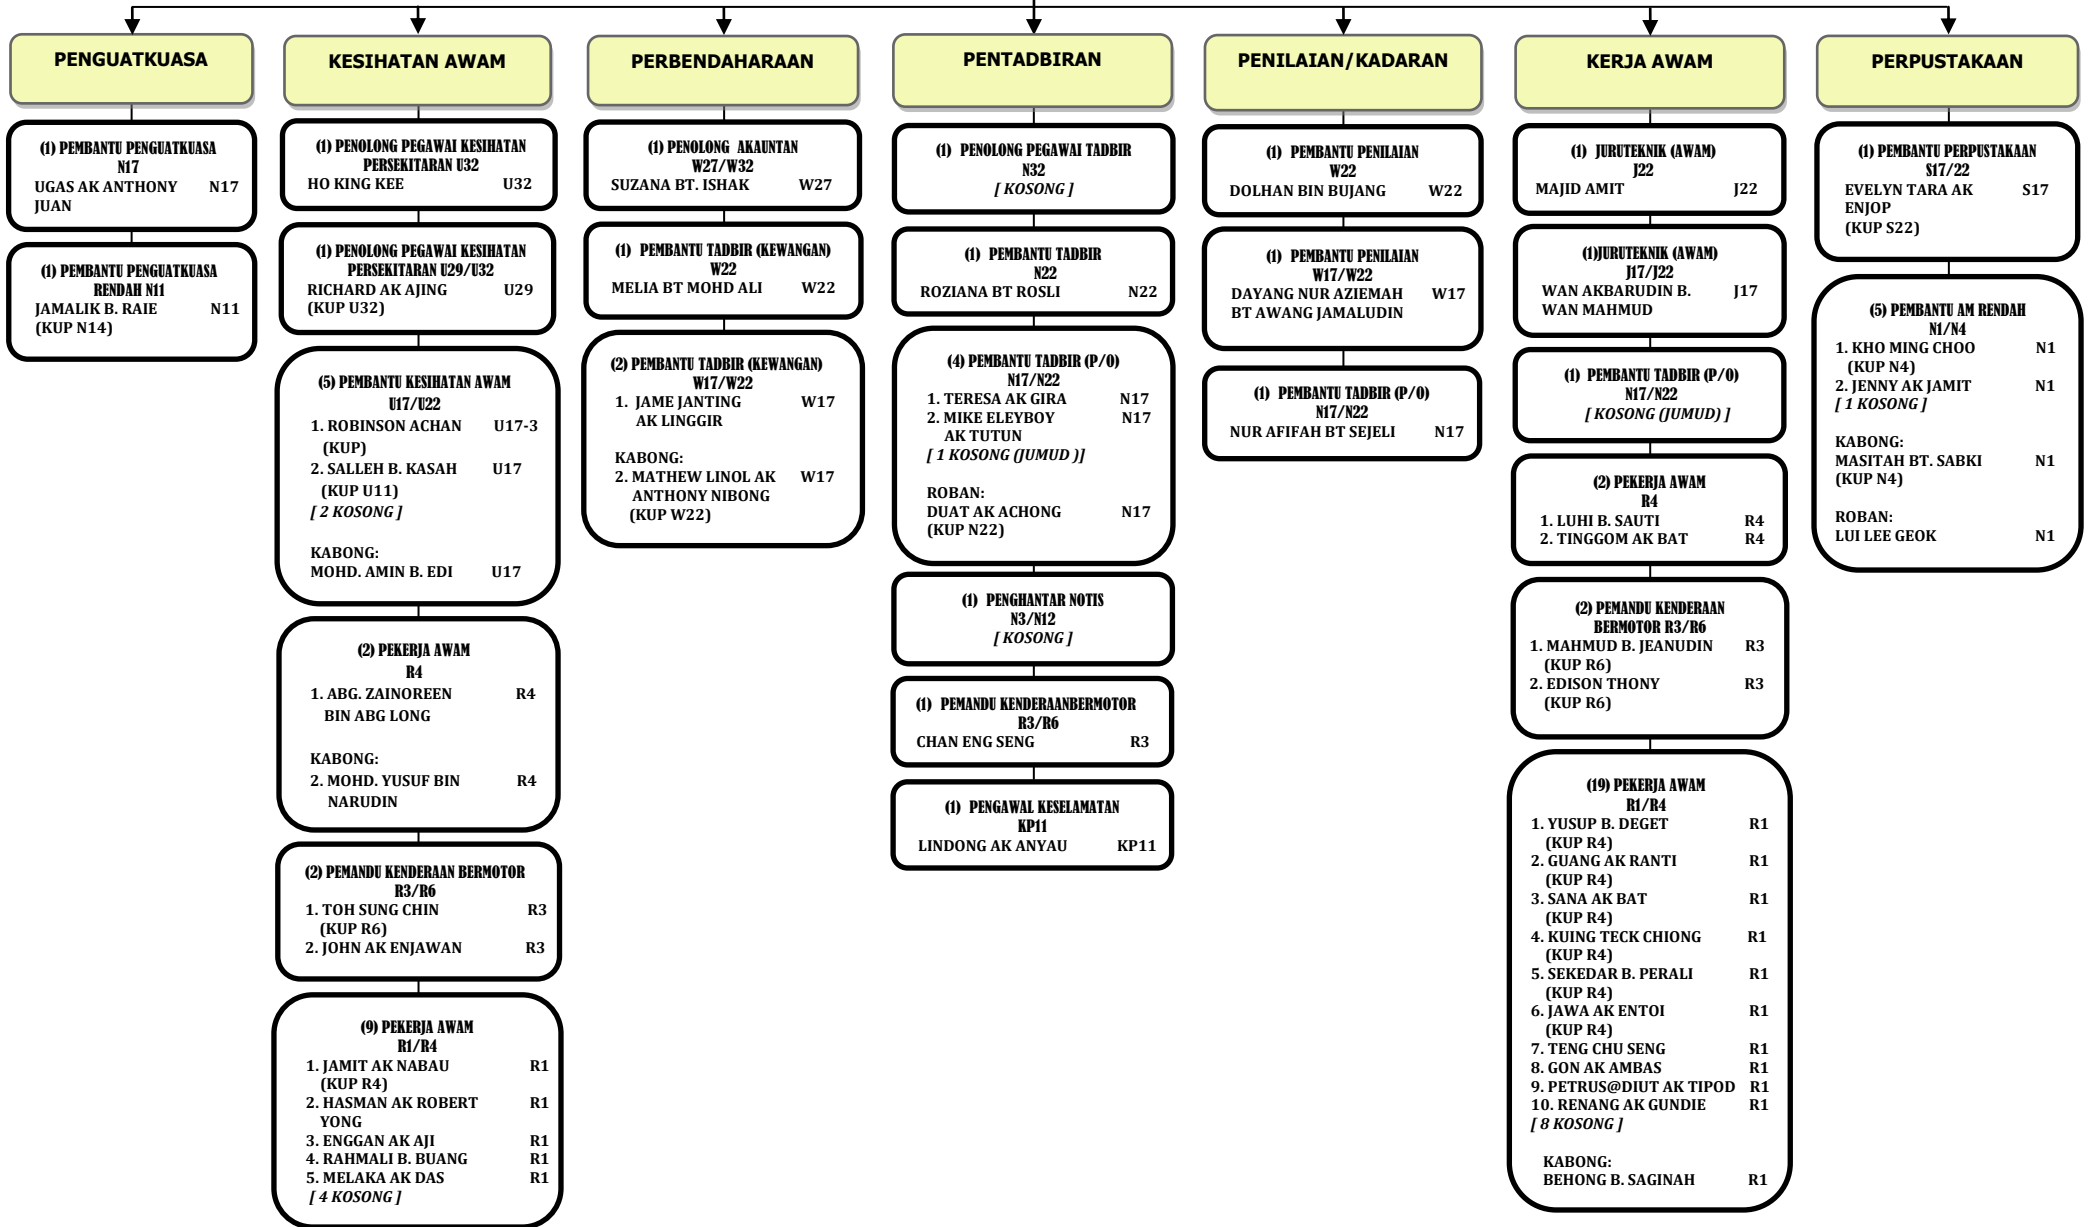 PENGUATKUASA
(1) PEMBANTU PENGUATKUASA
N17
UGAS AK ANTHONY N17
JUAN
(1) PEMBANTU PENGUATKUASA
RENDAH N11
JAMALIK B. RAIE N11
(KUP N14)
KESIHATAN AWAM
(1) PENOLONG PEGAWAI KESIHATAN
PERSEKITARAN U32
HO KING KEE U32
(1) PENOLONG PEGAWAI KESIHATAN
PERSEKITARAN U29/U32
RICHARD AK AJING U29
(KUP U32)
(5) PEMBANTU KESIHATAN AWAM
U17/U22
1. ROBINSON ACHAN U17-3
(KUP)
2. SALLEH B. KASAH U17
(KUP U11)
[ 2 KOSONG ]
KABONG:
MOHD. AMIN B. EDI U17
(2) PEKERJA AWAM
R4
1. ABG. ZAINOREEN R4
BIN ABG LONG
KABONG:
2. MOHD. YUSUF BIN R4
NARUDIN
(2) PEMANDU KENDERAAN BERMOTOR
R3/R6
1. TOH SUNG CHIN R3
(KUP R6)
2. JOHN AK ENJAWAN R3
(9) PEKERJA AWAM
R1/R4
1. JAMIT AK NABAU R1
(KUP R4)
2. HASMAN AK ROBERT R1
YONG
3. ENGGAN AK AJI R1
4. RAHMALI B. BUANG R1
5. MELAKA AK DAS R1
[ 4 KOSONG ]
PERBENDAHARAAN
(1) PENOLONG AKAUNTAN
W27/W32
SUZANA BT. ISHAK W27
(1) PEMBANTU TADBIR (KEWANGAN)
W22
MELIA BT MOHD ALI W22
(2) PEMBANTU TADBIR (KEWANGAN)
W17/W22
1. JAME JANTING W17
AK LINGGIR
KABONG:
2. MATHEW LINOL AK W17
ANTHONY NIBONG
(KUP W22)
PENTADBIRAN
(1) PENOLONG PEGAWAI TADBIR
N32
[ KOSONG ]
(1) PEMBANTU TADBIR
N22
ROZIANA BT ROSLI N22
(4) PEMBANTU TADBIR (P/O)
N17/N22
1. TERESA AK GIRA N17
2. MIKE ELEYBOY N17
AK TUTUN
[ 1 KOSONG (JUMUD )]
ROBAN:
DUAT AK ACHONG N17
(KUP N22)
(1) PENGHANTAR NOTIS
N3/N12
[ KOSONG ]
(1) PEMANDU KENDERAANBERMOTOR
R3/R6
CHAN ENG SENG R3
(1) PENGAWAL KESELAMATAN
KP11
LINDONG AK ANYAU KP11
PENILAIAN/KADARAN
(1) PEMBANTU PENILAIAN
W22
DOLHAN BIN BUJANG W22
(1) PEMBANTU PENILAIAN
W17/W22
DAYANG NUR AZIEMAH W17
BT AWANG JAMALUDIN
(1) PEMBANTU TADBIR (P/O)
N17/N22
NUR AFIFAH BT SEJELI N17
KERJA AWAM
(1) JURUTEKNIK (AWAM)
J22
MAJID AMIT J22
(1)JURUTEKNIK (AWAM)
J17/J22
WAN AKBARUDIN B. J17
WAN MAHMUD
(1) PEMBANTU TADBIR (P/O)
N17/N22
[ KOSONG (JUMUD) ]
(2) PEKERJA AWAM
R4
1. LUHI B. SAUTI R4
2. TINGGOM AK BAT R4
(2) PEMANDU KENDERAAN
BERMOTOR R3/R6
1. MAHMUD B. JEANUDIN R3
(KUP R6)
2. EDISON THONY R3
(KUP R6)
(19) PEKERJA AWAM
R1/R4
1. YUSUP B. DEGET R1
(KUP R4)
2. GUANG AK RANTI R1
(KUP R4)
3. SANA AK BAT R1
(KUP R4)
4. KUING TECK CHIONG R1
(KUP R4)
5. SEKEDAR B. PERALI R1
(KUP R4)
6. JAWA AK ENTOI R1
(KUP R4)
7. TENG CHU SENG R1
8. GON AK AMBAS R1
9. PETRUS@DIUT AK TIPOD R1
10. RENANG AK GUNDIE R1
[ 8 KOSONG ]
KABONG:
BEHONG B. SAGINAH R1
PERPUSTAKAAN
(1) PEMBANTU PERPUSTAKAAN
S17/22
EVELYN TARA AK S17
ENJOP
(KUP S22)
(5) PEMBANTU AM RENDAH
N1/N4
1. KHO MING CHOO N1
(KUP N4)
2. JENNY AK JAMIT N1
[ 1 KOSONG ]
KABONG:
MASITAH BT. SABKI N1
(KUP N4)
ROBAN:
LUI LEE GEOK N1